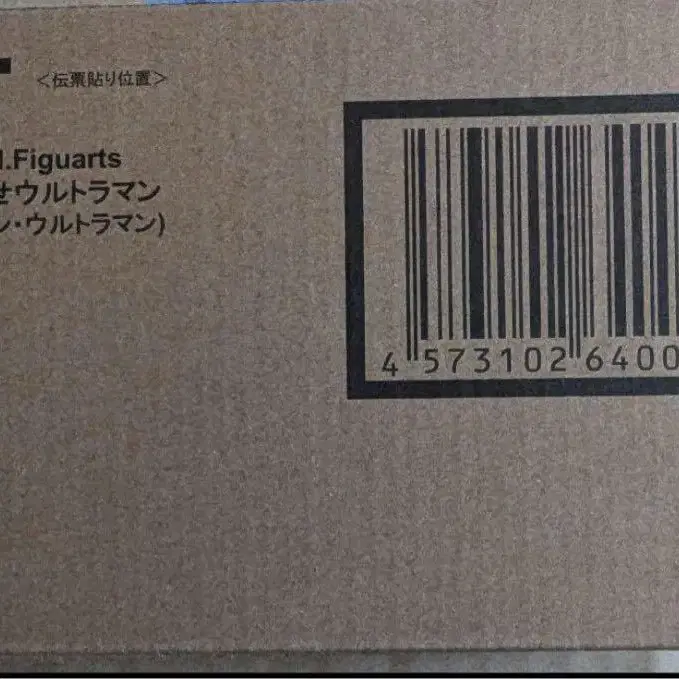 <伝票貼り位置>
.Figuarts
せウルトラマン
ン・ウルトラマン)
4 573102 6400